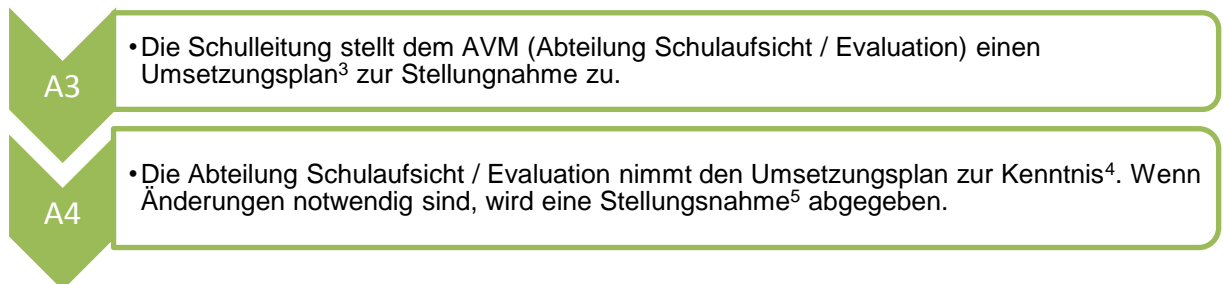 A3
•Die Schulleitung stellt dem AVM (Abteilung Schulaufsicht / Evaluation) einen
Umsetzungsplan³ zur Stellungnahme zu.
A4
•Die Abteilung Schulaufsicht / Evaluation nimmt den Umsetzungsplan zur Kenntnis⁴. Wenn
Änderungen notwendig sind, wird eine Stellungsnahme⁵ abgegeben.